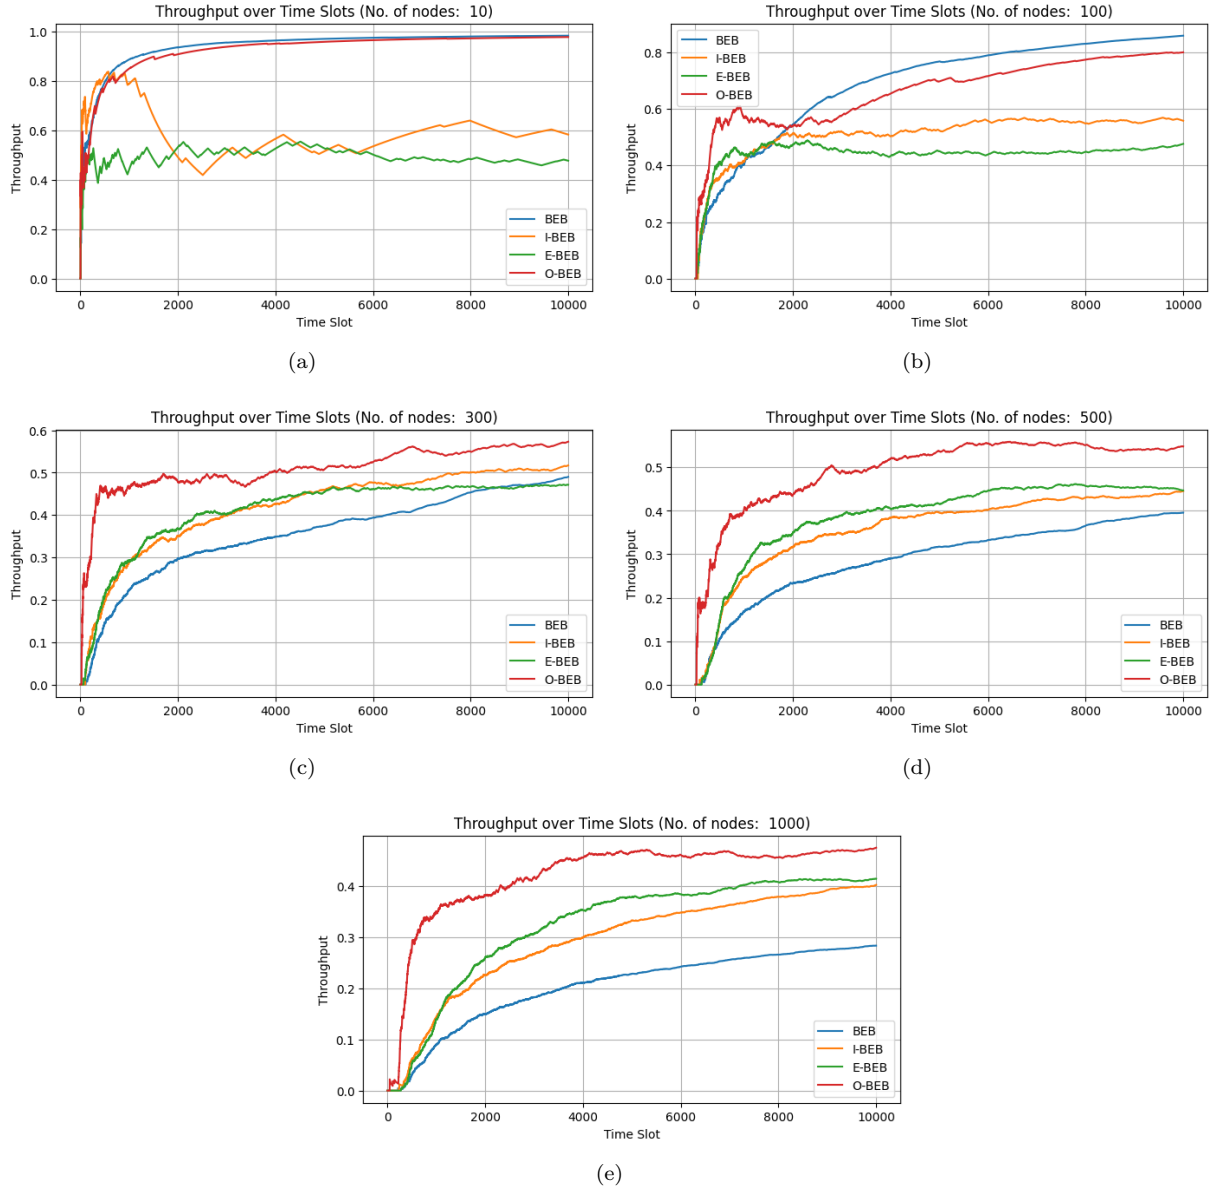 Throughput over Time Slots (No. of nodes: 10)
1.0
0.8
0.6
0.4
0.2
0.0
Throughput
BEB
I-BEB
E-BEB
O-BEB
0 2000 4000 6000 8000 10000
Time Slot
(a)
Throughput over Time Slots (No. of nodes: 100)
0.8
0.6
0.4
0.2
0.0
Throughput
BEB
I-BEB
E-BEB
O-BEB
0 2000 4000 6000 8000 10000
Time Slot
(b)
Throughput over Time Slots (No. of nodes: 300)
0.6
0.5
0.4
0.3
0.2
0.1
0.0
Throughput
BEB
I-BEB
E-BEB
O-BEB
0 2000 4000 6000 8000 10000
Time Slot
(c)
Throughput over Time Slots (No. of nodes: 500)
0.5
0.4
0.3
0.2
0.1
0.0
Throughput
BEB
I-BEB
E-BEB
O-BEB
0 2000 4000 6000 8000 10000
Time Slot
(d)
Throughput over Time Slots (No. of nodes: 1000)
0.4
0.3
0.2
0.1
0.0
Throughput
BEB
I-BEB
E-BEB
O-BEB
0 2000 4000 6000 8000 10000
Time Slot
(e)